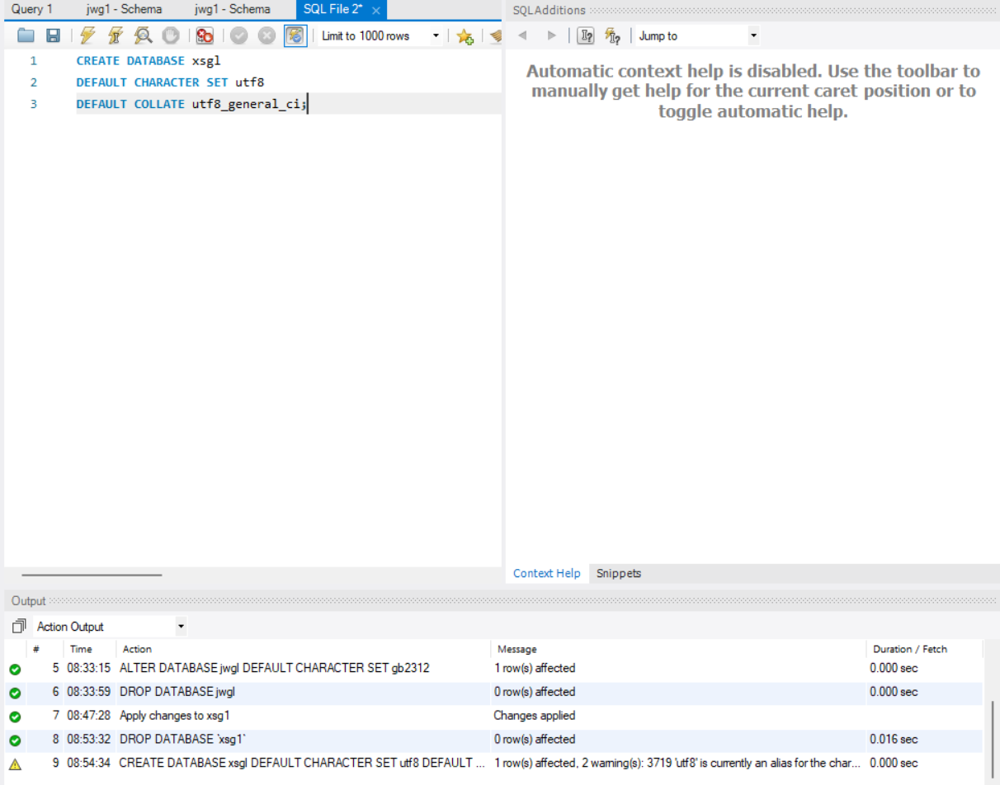 Query 1 jwg1 - Schema jwg1 - Schema SQL File 2* ×
Limit to 1000 rows
1 CREATE DATABASE xsgl
2 DEFAULT CHARACTER SET utf8
3 DEFAULT COLLATE utf8_general_ci;
SQLAdditions
Jump to
Automatic context help is disabled. Use the toolbar to
manually get help for the current caret position or to
toggle automatic help.
Context Help Snippets
Output
Action Output
# Time Action Message Duration / Fetch
5 08:33:15 ALTER DATABASE jwgl DEFAULT CHARACTER SET gb2312 1 row(s) affected 0.000 sec
6 08:33:59 DROP DATABASE jwgl 0 row(s) affected 0.000 sec
7 08:47:28 Apply changes to xsg1 Changes applied
8 08:53:32 DROP DATABASE `xsg1` 0 row(s) affected 0.016 sec
9 08:54:34 CREATE DATABASE xsgl DEFAULT CHARACTER SET utf8 DEFAULT ... 1 row(s) affected, 2 warning(s): 3719 'utf8' is currently an alias for the char... 0.000 sec